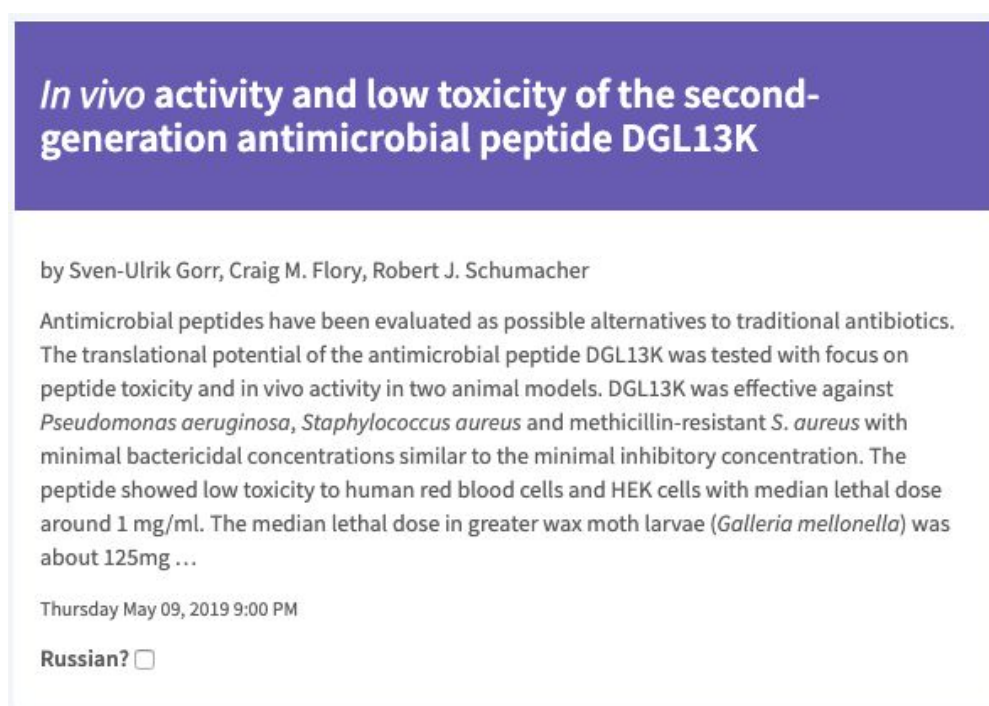 In vivo activity and low toxicity of the second-
generation antimicrobial peptide DGL13K
by Sven-Ulrik Gorr, Craig M. Flory, Robert J. Schumacher
Antimicrobial peptides have been evaluated as possible alternatives to traditional antibiotics.
The translational potential of the antimicrobial peptide DGL13K was tested with focus on
peptide toxicity and in vivo activity in two animal models. DGL13K was effective against
Pseudomonas aeruginosa, Staphylococcus aureus and methicillin-resistant S. aureus with
minimal bactericidal concentrations similar to the minimal inhibitory concentration. The
peptide showed low toxicity to human red blood cells and HEK cells with median lethal dose
around 1 mg/ml. The median lethal dose in greater wax moth larvae (Galleria mellonella) was
about 125mg …
Thursday May 09, 2019 9:00 PM
Russian?